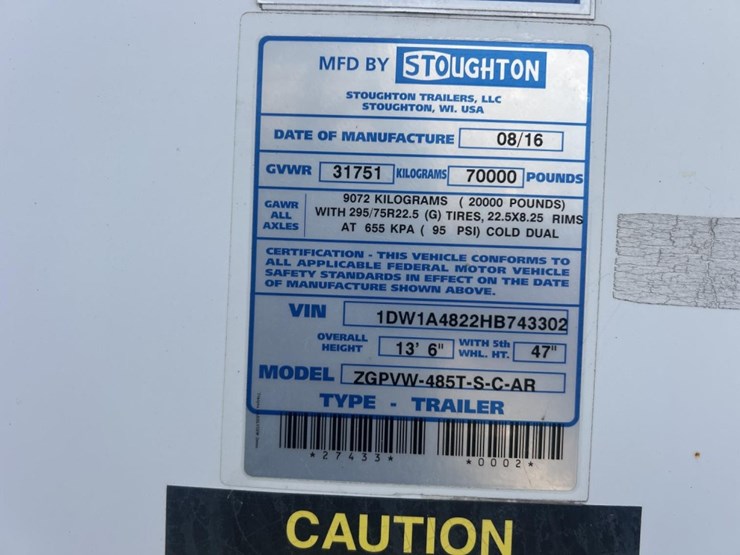 MFD BY STOUGHTON
STOUGHTON TRAILERS, LLC
STOUGHTON, WI. USA
DATE OF MANUFACTURE 08/16
GVWR 31751 KILOGRAMS 70000 POUNDS
GAWR ALL AXLES
9072 KILOGRAMS ( 20000 POUNDS)
WITH 295/75R22.5 (G) TIRES, 22.5X8.25 RIMS
AT 655 KPA ( 95 PSI) COLD DUAL
CERTIFICATION - THIS VEHICLE CONFORMS TO
ALL APPLICABLE FEDERAL MOTOR VEHICLE
SAFETY STANDARDS IN EFFECT ON THE DATE
OF MANUFACTURE SHOWN ABOVE.
VIN 1DW1A4822HB743302
OVERALL HEIGHT 13' 6" WITH 5th WHL. HT. 47"
MODEL ZGPVW-485T-S-C-AR
TYPE - TRAILER
*27433* *0002*
CAUTION